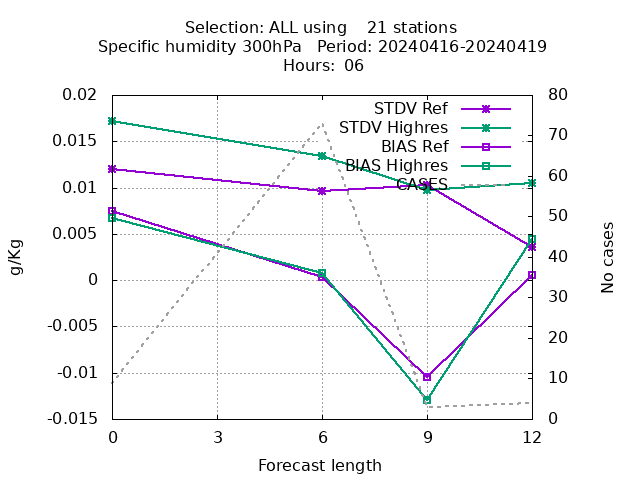 Selection: ALL using    21 stations
Specific humidity 300hPa   Period: 20240416-20240419
Hours:  06
0.02
0.015
0.01
0.005
0
-0.005
-0.01
-0.015
g/Kg
STDV Ref
STDV Highres
BIAS Ref
BIAS Highres
CASES
80
70
60
50
40
30
20
10
0
No cases
0 3 6 9 12
Forecast length